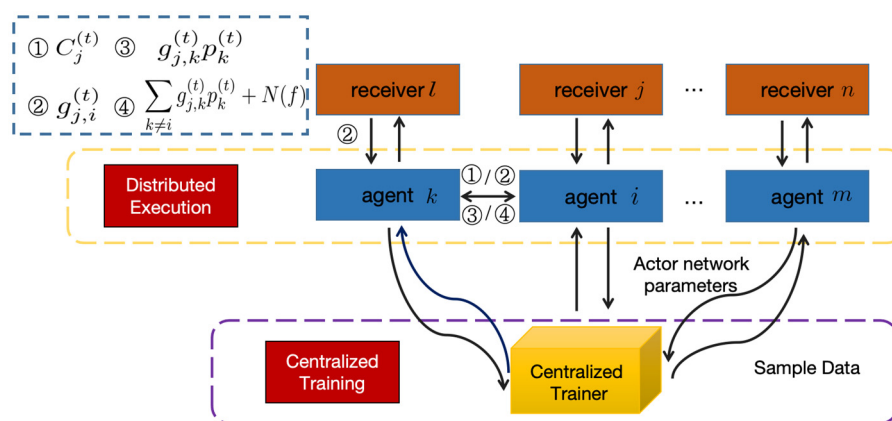 ① C_j^{(t)} ③ g_{j,k}^{(t)} p_k^{(t)}
② g_{j,i}^{(t)} ④ \sum_{k≠i} g_{j,k}^{(t)} p_k^{(t)} + N(f)
receiver l
receiver j
...
receiver n
②
Distributed
Execution
agent k
①/②
③/④
agent i
...
agent m
Actor network
parameters
Centralized
Training
Centralized
Trainer
Sample Data